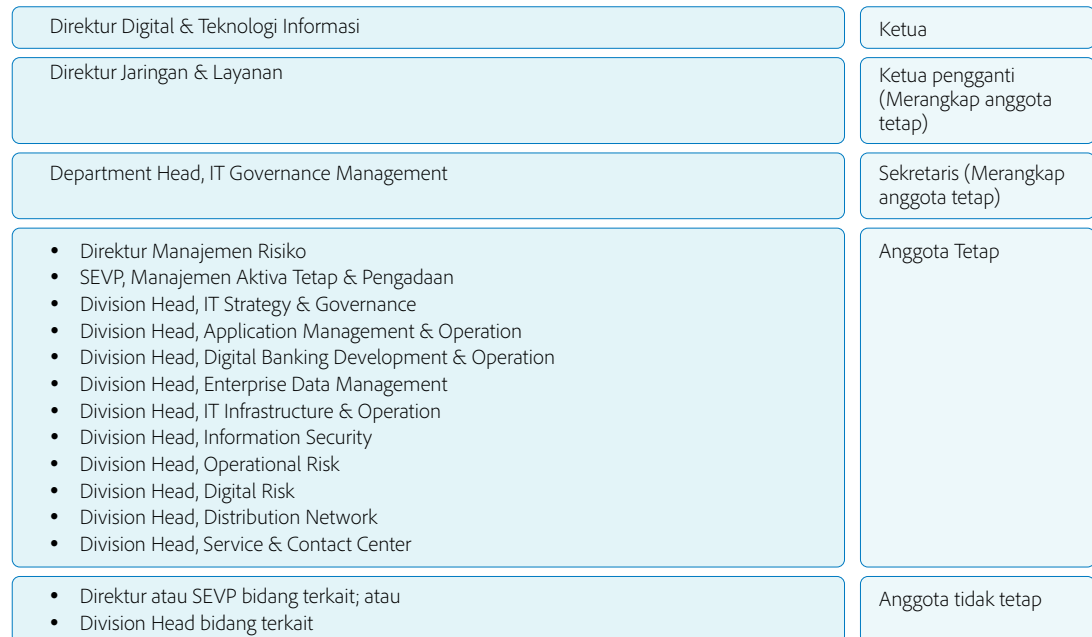 Direktur Digital & Teknologi Informasi
Ketua
Direktur Jaringan & Layanan
Ketua pengganti
(Merangkap anggota
tetap)
Department Head, IT Governance Management
Sekretaris (Merangkap
anggota tetap)
• Direktur Manajemen Risiko
• SEVP, Manajemen Aktiva Tetap & Pengadaan
• Division Head, IT Strategy & Governance
• Division Head, Application Management & Operation
• Division Head, Digital Banking Development & Operation
• Division Head, Enterprise Data Management
• Division Head, IT Infrastructure & Operation
• Division Head, Information Security
• Division Head, Operational Risk
• Division Head, Digital Risk
• Division Head, Distribution Network
• Division Head, Service & Contact Center
Anggota Tetap
• Direktur atau SEVP bidang terkait; atau
• Division Head bidang terkait
Anggota tidak tetap